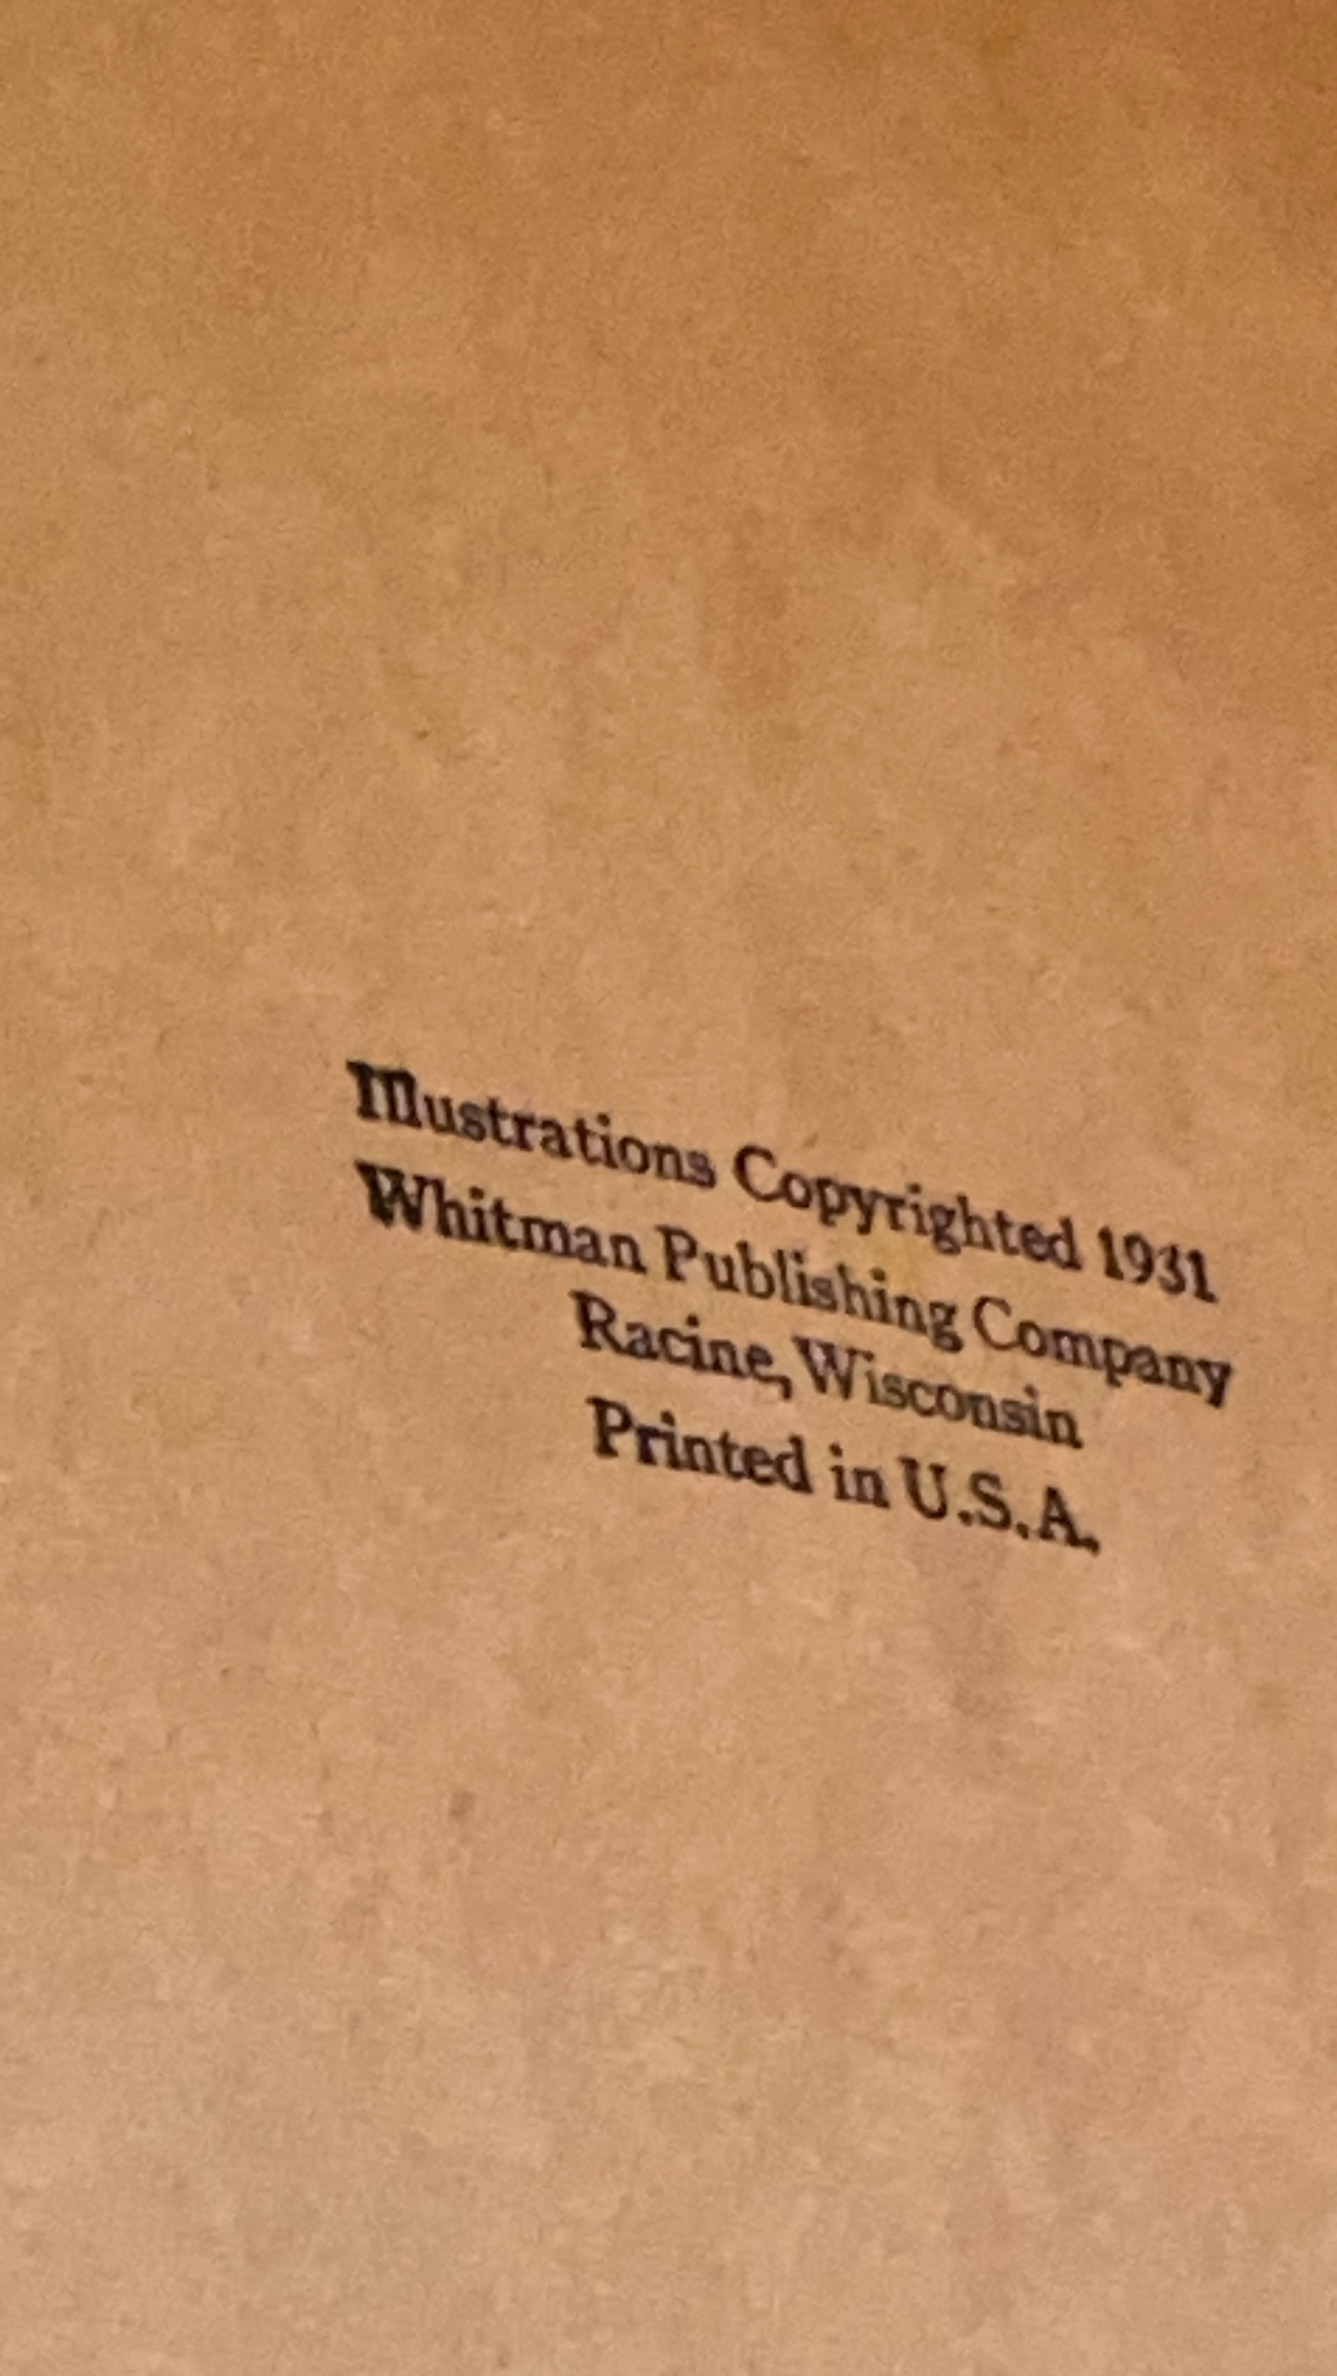 Illustrations Copyrighted 1931
Whitman Publishing Company
Racine, Wisconsin
Printed in U.S.A.